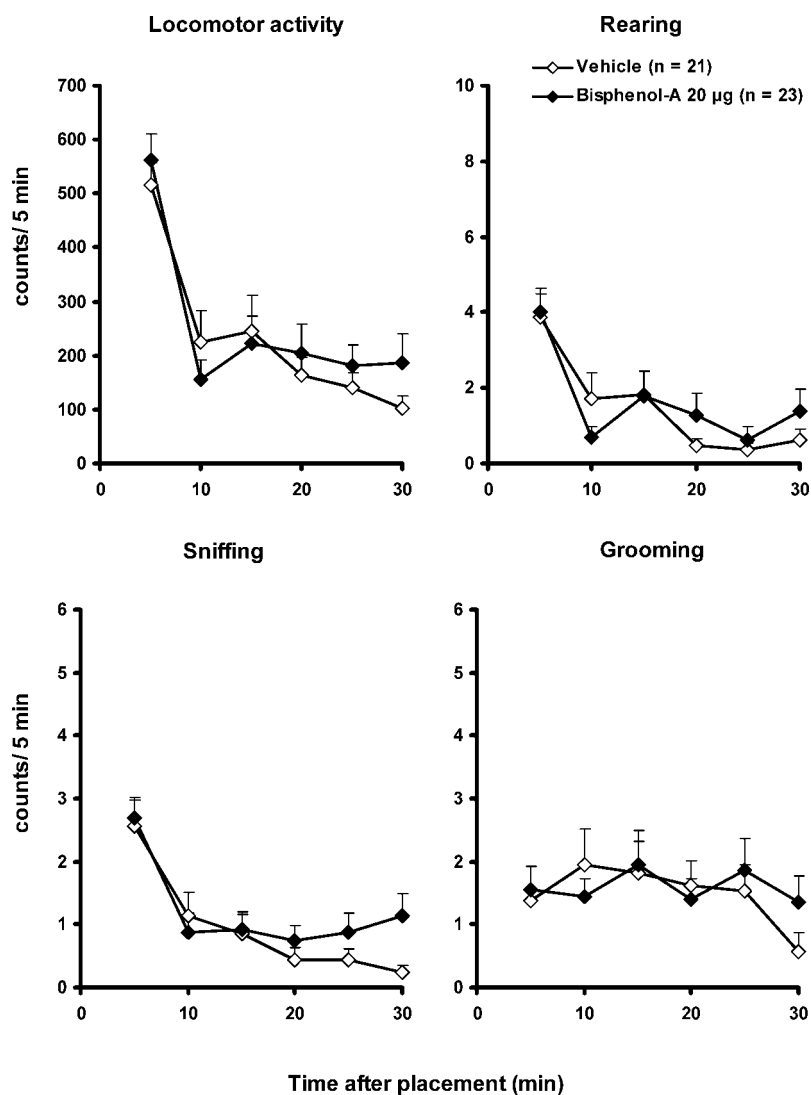 Locomotor activity
Rearing
Vehicle (n = 21)
Bisphenol-A 20 µg (n = 23)
counts/ 5 min
700
600
500
400
300
200
100
0
0 10 20 30
10
8
6
4
2
0
0 10 20 30
Sniffing
Grooming
counts/ 5 min
6
5
4
3
2
1
0
0 10 20 30
6
5
4
3
2
1
0
0 10 20 30
Time after placement (min)